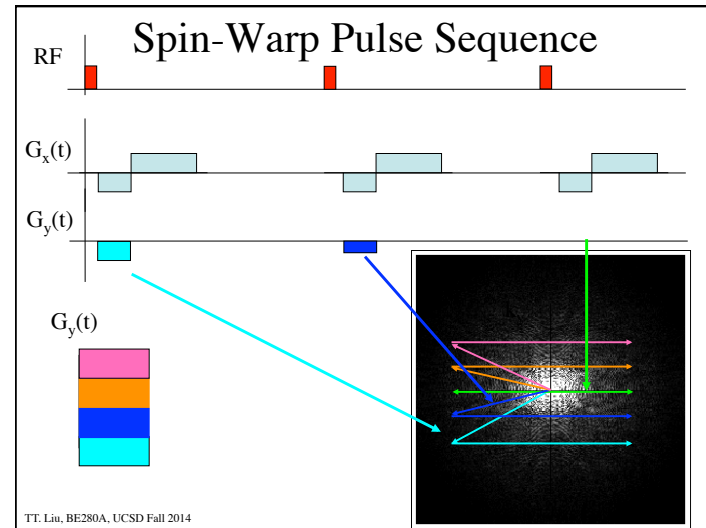 Spin-Warp Pulse Sequence
RF
Gx(t)
Gy(t)
Gy(t)
TT. Liu, BE280A, UCSD Fall 2014